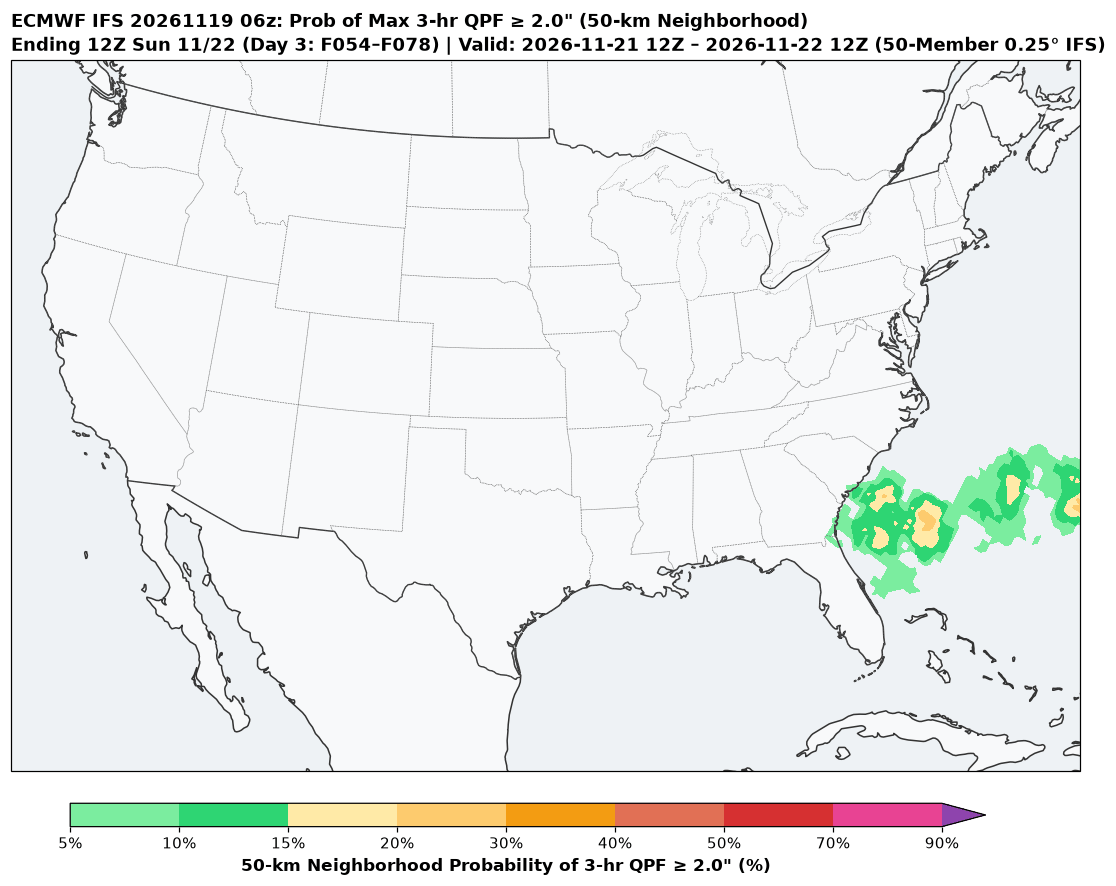 ECMWF IFS 20261119 06z: Prob of Max 3-hr QPF ≥ 2.0" (50-km Neighborhood)
Ending 12Z Sun 11/22 (Day 3: F054–F078) | Valid: 2026-11-21 12Z – 2026-11-22 12Z (50-Member 0.25° IFS)
5% 10% 15% 20% 30% 40% 50% 70% 90%
50-km Neighborhood Probability of 3-hr QPF ≥ 2.0" (%)